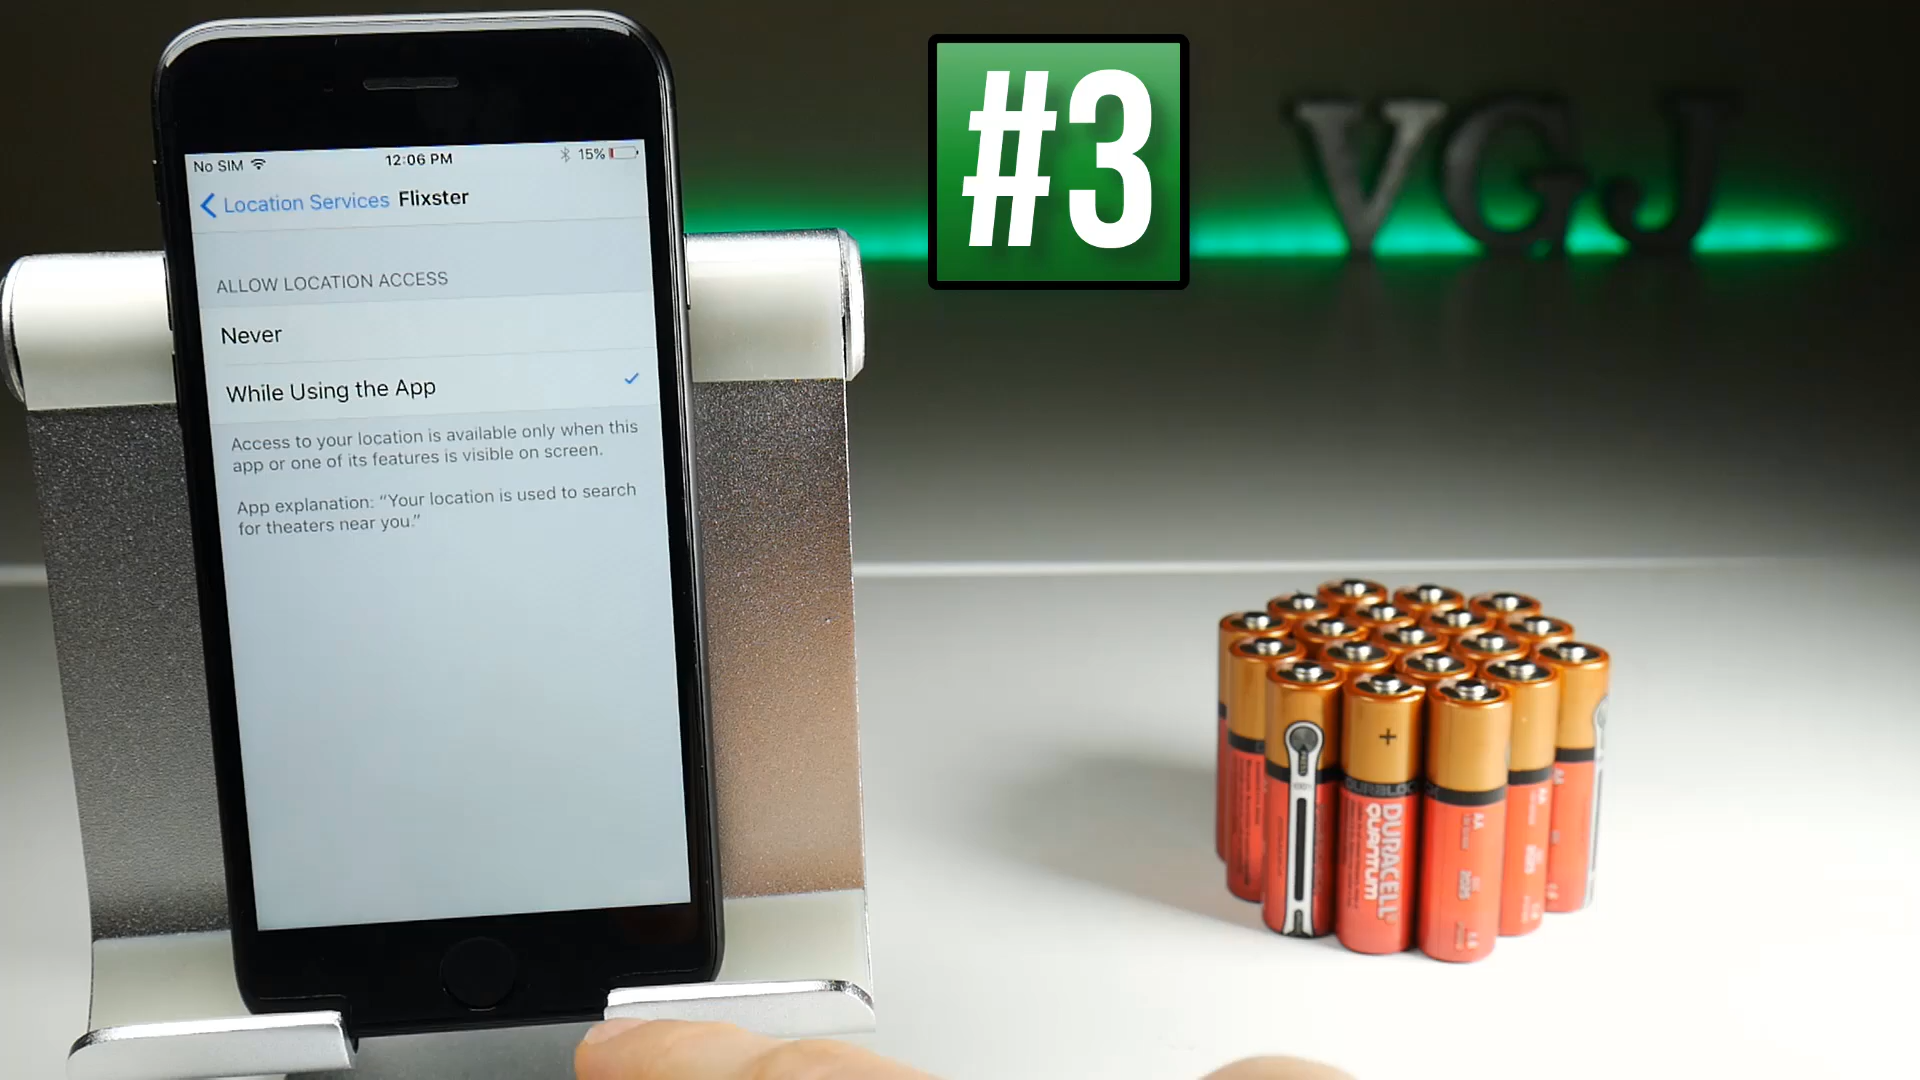 No SIM
12:06 PM
15%
Location Services
Flixster
ALLOW LOCATION ACCESS
Never
While Using the App
Access to your location is available only when this
app or one of its features is visible on screen.
App explanation: “Your location is used to search
for theaters near you.”
#3
VGJ
+
DURACELL
QUANTUM
AA